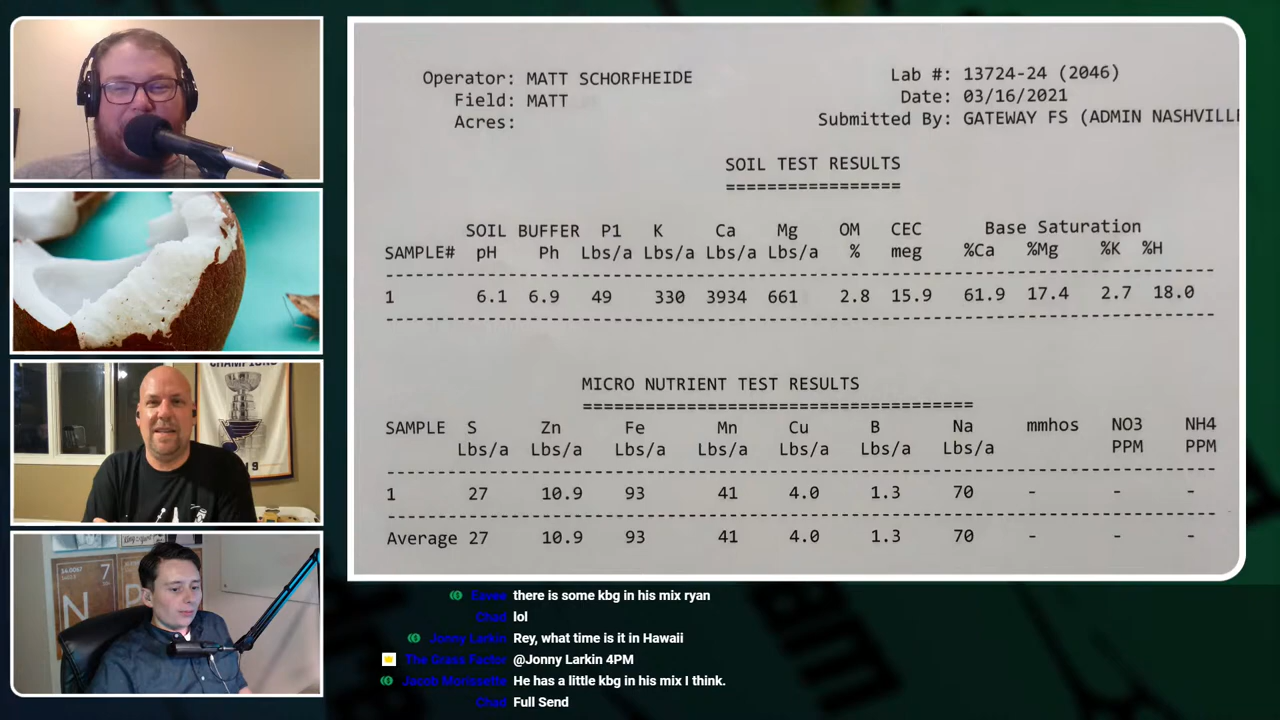 Operator: MATT SCHORFHEIDE
Field: MATT
Acres:
Lab #: 13724-24 (2046)
Date: 03/16/2021
Submitted By: GATEWAY FS (ADMIN NASHVILLE
SOIL TEST RESULTS
=================
SOIL BUFFER P1 K Ca Mg OM CEC Base Saturation
SAMPLE# pH Ph Lbs/a Lbs/a Lbs/a Lbs/a % meg %Ca %Mg %K %H
1 6.1 6.9 49 330 3934 661 2.8 15.9 61.9 17.4 2.7 18.0
MICRO NUTRIENT TEST RESULTS
SAMPLE S Zn Fe Mn Cu B Na mmhos NO3 NH4
Lbs/a Lbs/a Lbs/a Lbs/a Lbs/a Lbs/a Lbs/a PPM PPM
1 27 10.9 93 41 4.0 1.3 70 - - -
Average 27 10.9 93 41 4.0 1.3 70 - - -
CHAMPIONS
19
14.0067
7
N
P
Eavee there is some kbg in his mix ryan
Chad lol
Jonny Larkin Rey, what time is it in Hawaii
The Grass Factor @Jonny Larkin 4PM
Jacob Morissette He has a little kbg in his mix I think.
Chad Full Send